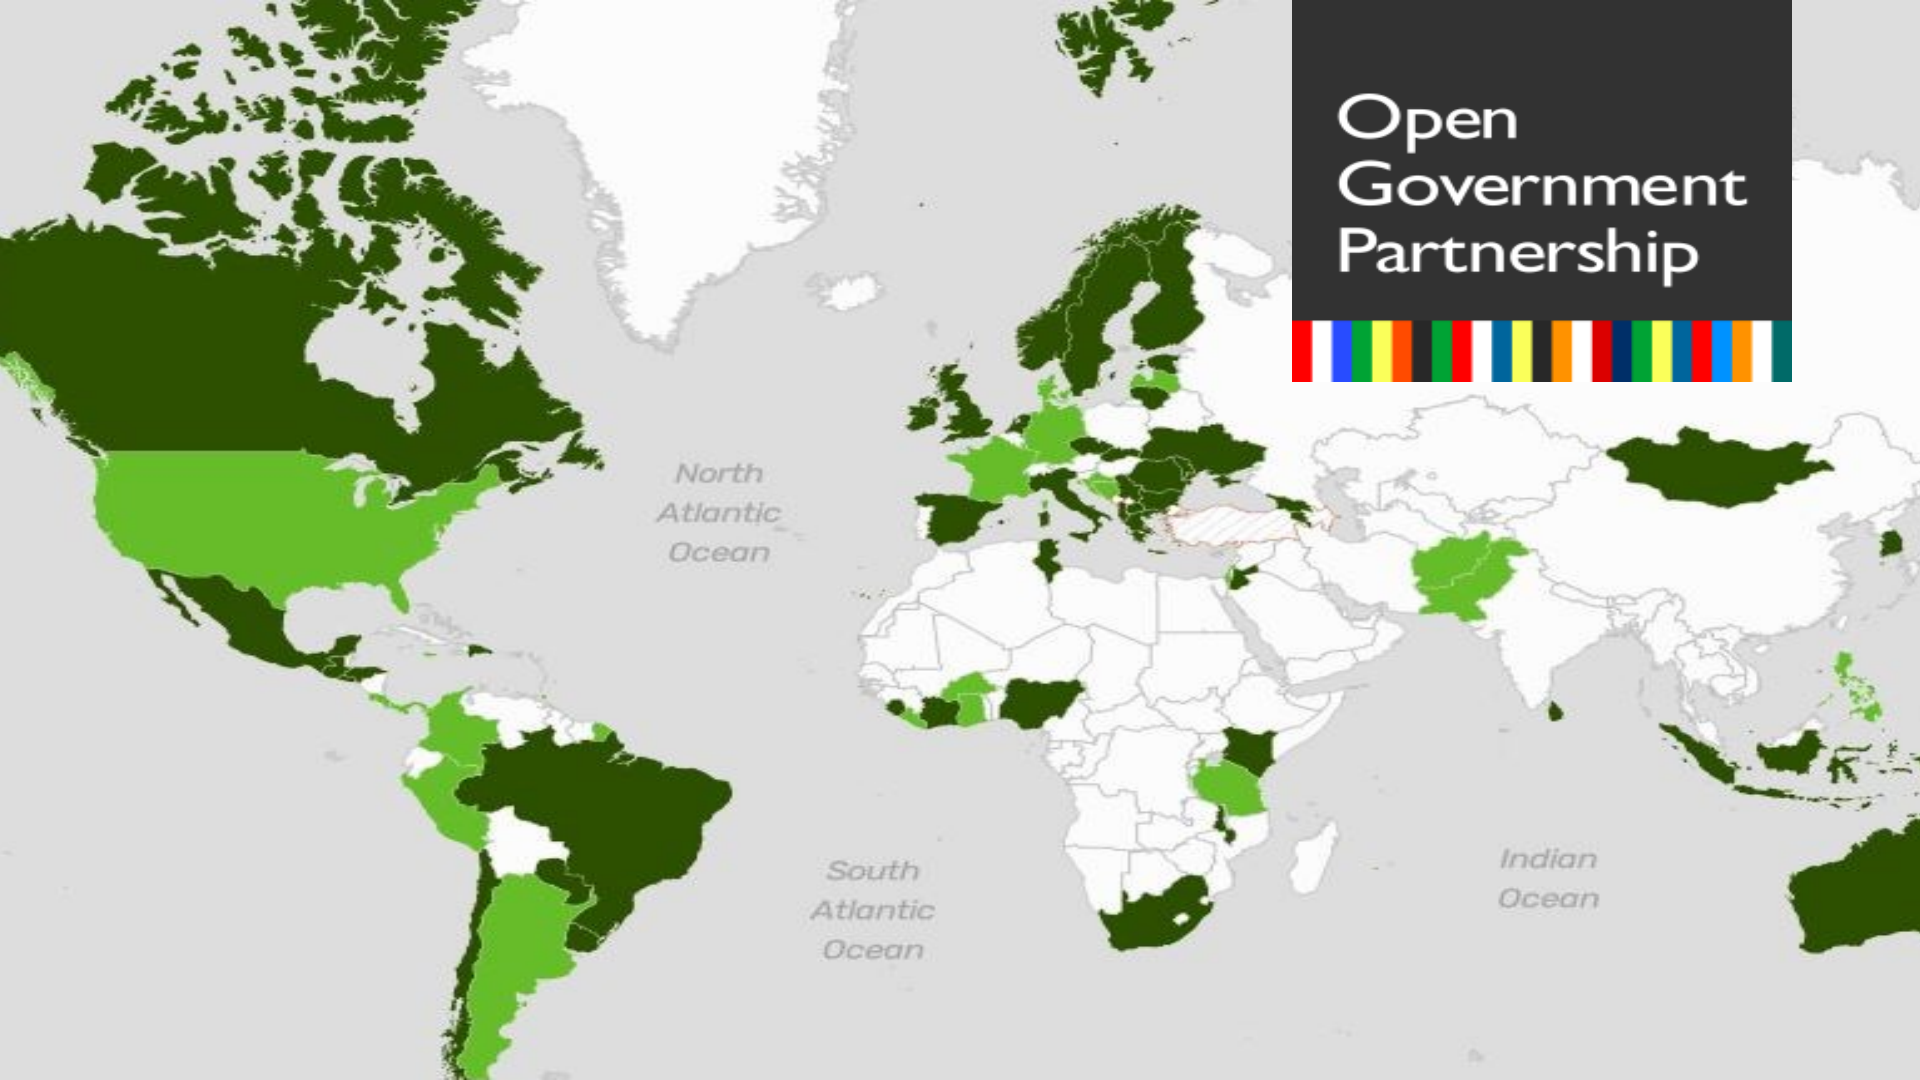 Open
Government
Partnership
North
Atlantic
Ocean
South
Atlantic
Ocean
Indian
Ocean